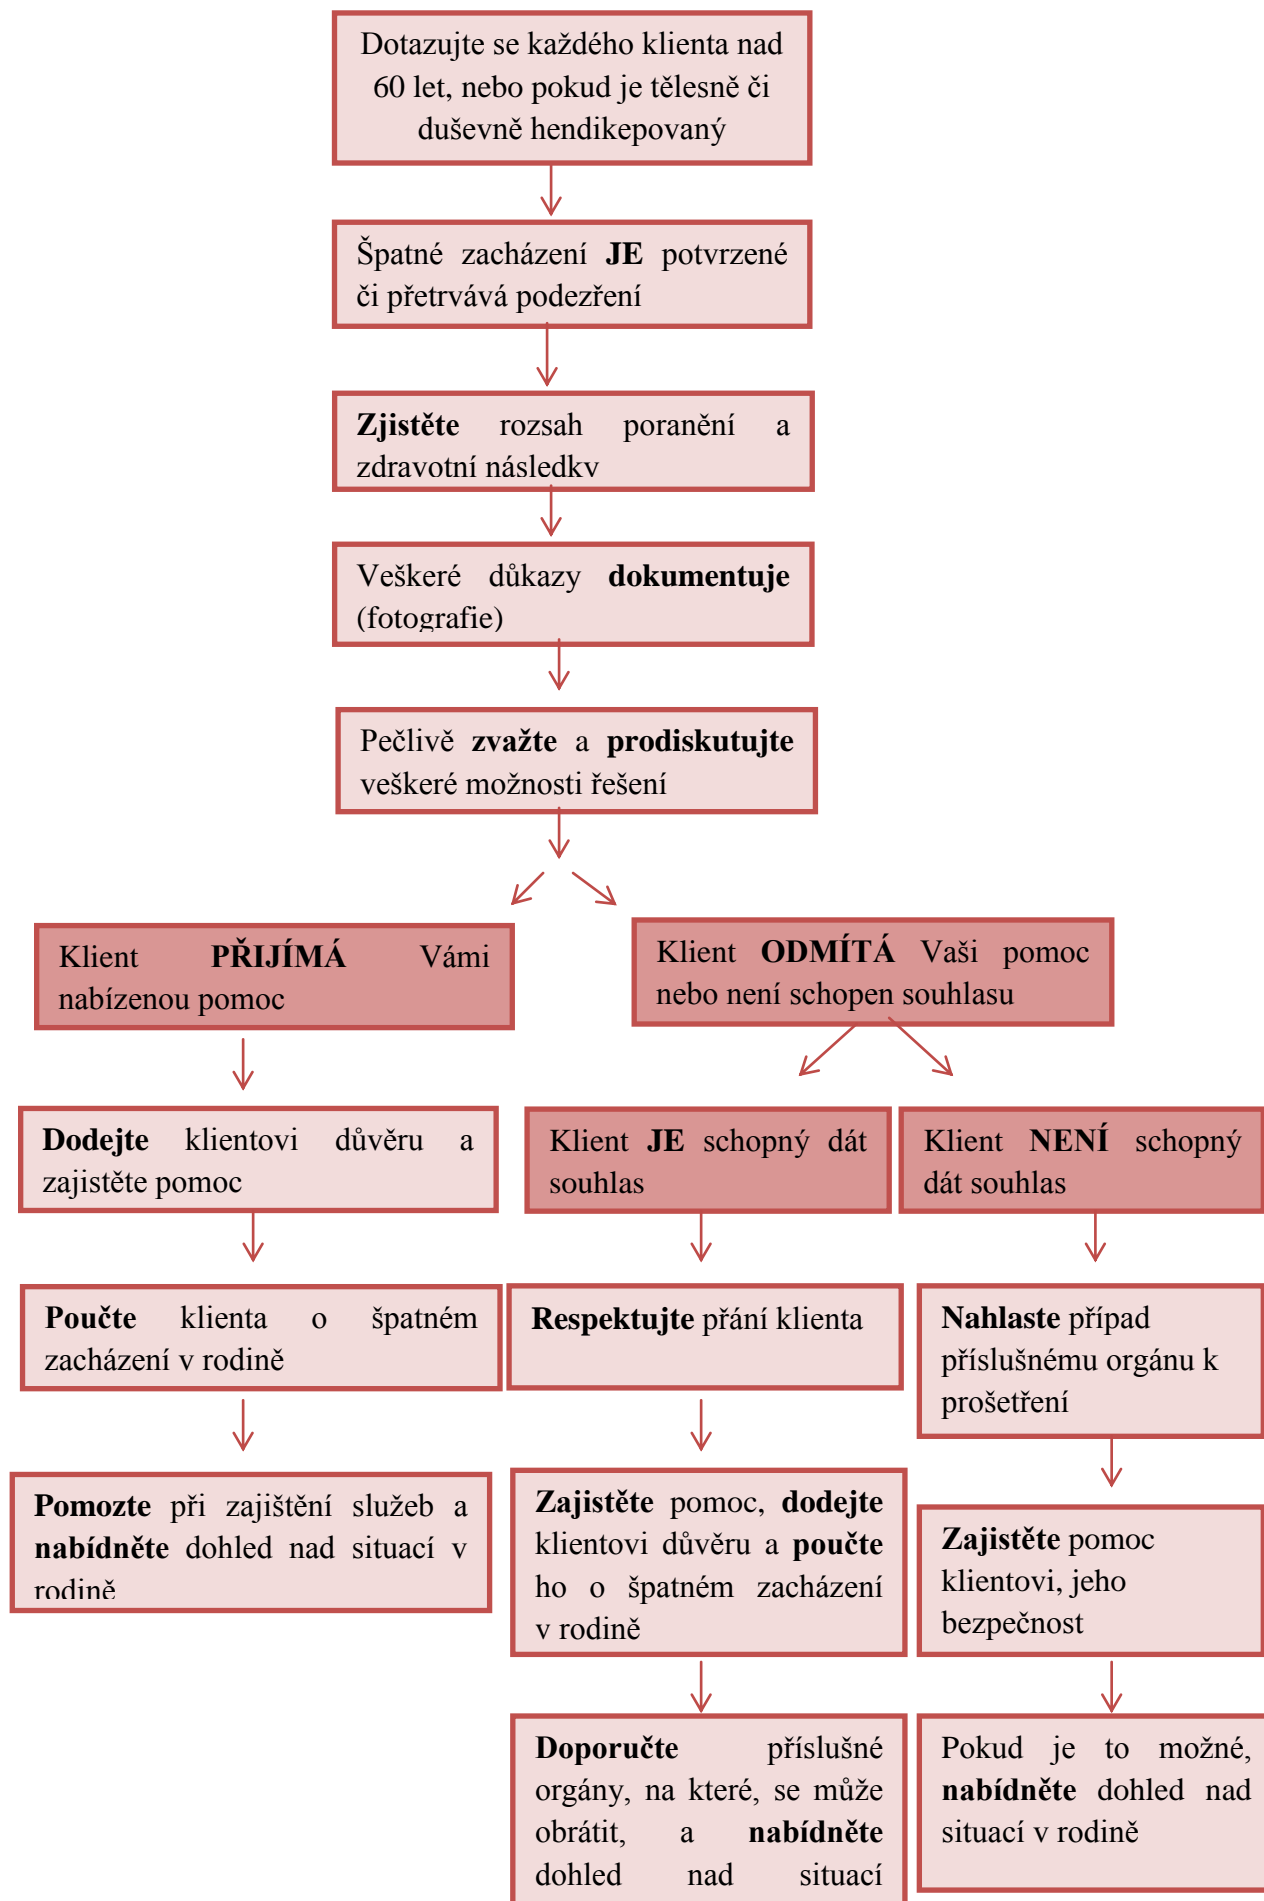 Dotazujte se každého klienta nad
60 let, nebo pokud je tělesně či
duševně hendikepovaný
Špatné zacházení JE potvrzené
či přetrvává podezření
Zjistěte rozsah poranění a
zdravotní následky
Veškeré důkazy dokumentuje
(fotografie)
Pečlivě zvažte a prodiskutujte
veškeré možnosti řešení
Klient PŘIJÍMÁ Vámi
nabízenou pomoc
Klient ODMÍTÁ Vaši pomoc
nebo není schopen souhlasu
Dodejte klientovi důvěru a
zajistěte pomoc
Klient JE schopný dát
souhlas
Klient NENÍ schopný
dát souhlas
Poučte klienta o špatném
zacházení v rodině
Respektujte přání klienta
Nahlaste případ
příslušnému orgánu k
prošetření
Pomozte při zajištění služeb a
nabídněte dohled nad situací v
rodině
Zajistěte pomoc, dodejte
klientovi důvěru a poučte
ho o špatném zacházení
v rodině
Zajistěte pomoc
klientovi, jeho
bezpečnost
Doporučte příslušné
orgány, na které, se může
obrátit, a nabídněte
dohled nad situací
Pokud je to možné,
nabídněte dohled nad
situací v rodině